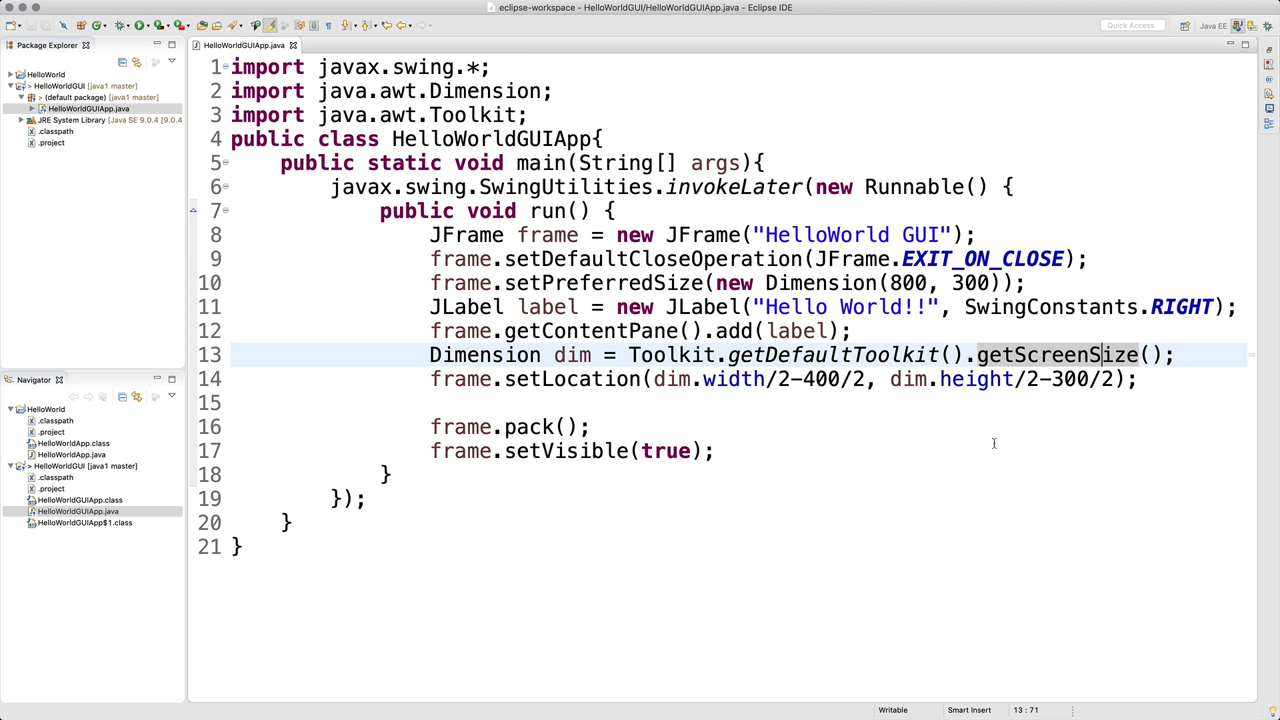 eclipse-workspace - HelloWorldGUI/HelloWorldGUIApp.java - Eclipse IDE
Quick Access
Java EE
Package Explorer
HelloWorld
> HelloWorldGUI [java1 master]
> (default package) [java1 master]
> HelloWorldGUIApp.java
JRE System Library [Java SE 9.0.4 [9.0.4
.classpath
.project
Navigator
HelloWorld
.classpath
.project
HelloWorldApp.class
HelloWorldApp.java
> HelloWorldGUI [java1 master]
.classpath
.project
HelloWorldGUIApp.class
HelloWorldGUIApp.java
HelloWorldGUIApp$1.class
HelloWorldGUIApp.java
1 import javax.swing.*;
2 import java.awt.Dimension;
3 import java.awt.Toolkit;
4 public class HelloWorldGUIApp{
5 public static void main(String[] args){
6 javax.swing.SwingUtilities.invokeLater(new Runnable() {
7 public void run() {
8 JFrame frame = new JFrame("HelloWorld GUI");
9 frame.setDefaultCloseOperation(JFrame.EXIT_ON_CLOSE);
10 frame.setPreferredSize(new Dimension(800, 300));
11 JLabel label = new JLabel("Hello World!!", SwingConstants.RIGHT);
12 frame.getContentPane().add(label);
13 Dimension dim = Toolkit.getDefaultToolkit().getScreenSize();
14 frame.setLocation(dim.width/2-400/2, dim.height/2-300/2);
15
16 frame.pack();
17 frame.setVisible(true);
18 }
19 });
20 }
21 }
Writable
Smart Insert
13 : 71